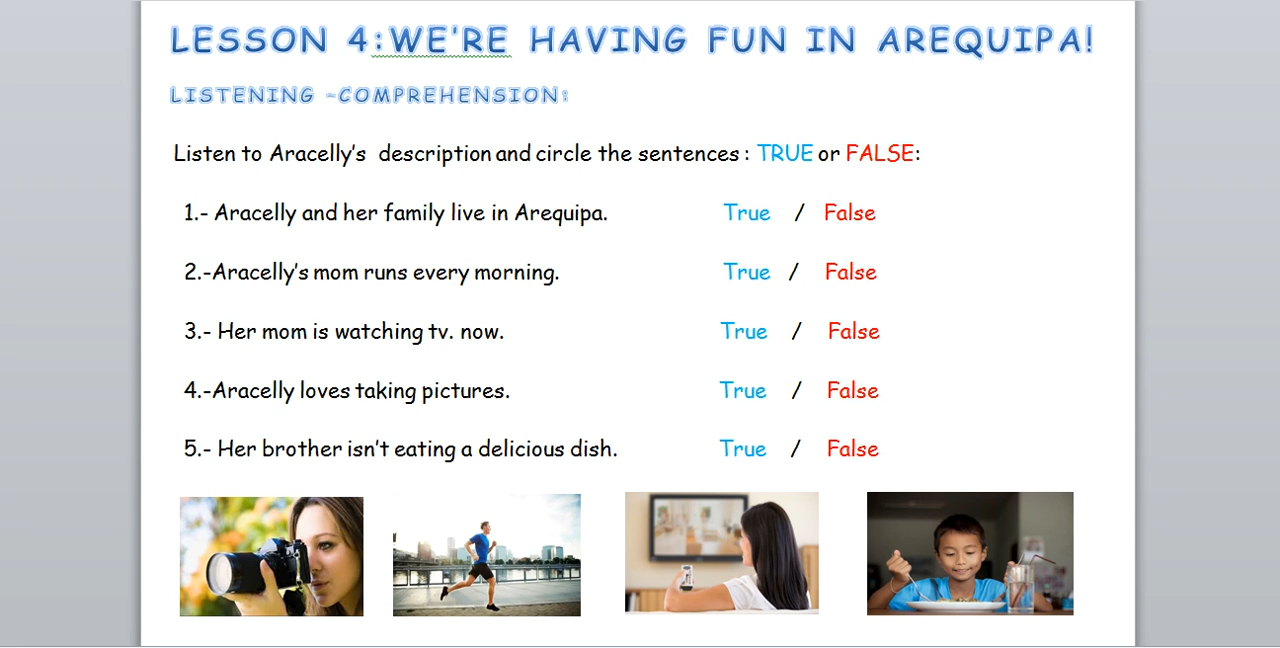 LESSON 4:WE'RE HAVING FUN IN AREQUIPA!
LISTENING -COMPREHENSION:
Listen to Aracelly's description and circle the sentences : TRUE or FALSE:
1.- Aracelly and her family live in Arequipa. True / False
2.-Aracelly's mom runs every morning. True / False
3.- Her mom is watching tv. now. True / False
4.-Aracelly loves taking pictures. True / False
5.- Her brother isn't eating a delicious dish. True / False